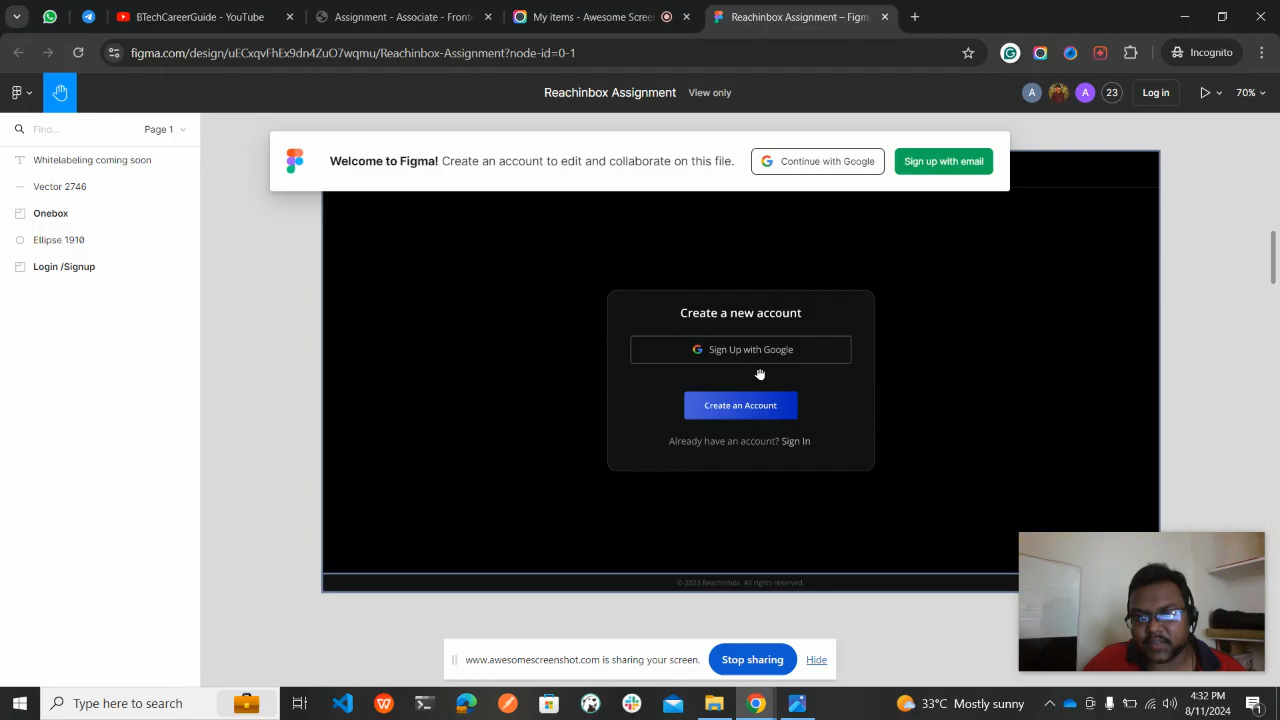 BTechCareerGuide - YouTube
Assignment - Associate - Fronte
My items - Awesome Screen
Reachinbox Assignment – Figm
figma.com/design/uECxqvFhEx9dn4ZuO7wqmu/Reachinbox-Assignment?node-id=0-1
Incognito
Reachinbox Assignment View only
A
A
23
Log in
70%
Find...
Page 1
Whitelabeling coming soon
Vector 2746
Onebox
Ellipse 1910
Login /Signup
Welcome to Figma! Create an account to edit and collaborate on this file.
Continue with Google
Sign up with email
Create a new account
Sign Up with Google
Create an Account
Already have an account? Sign In
© 2023 Reachinbox. All rights reserved.
www.awesomescreenshot.com is sharing your screen.
Stop sharing
Hide
Type here to search
33°C Mostly sunny
4:32 PM
8/11/2024